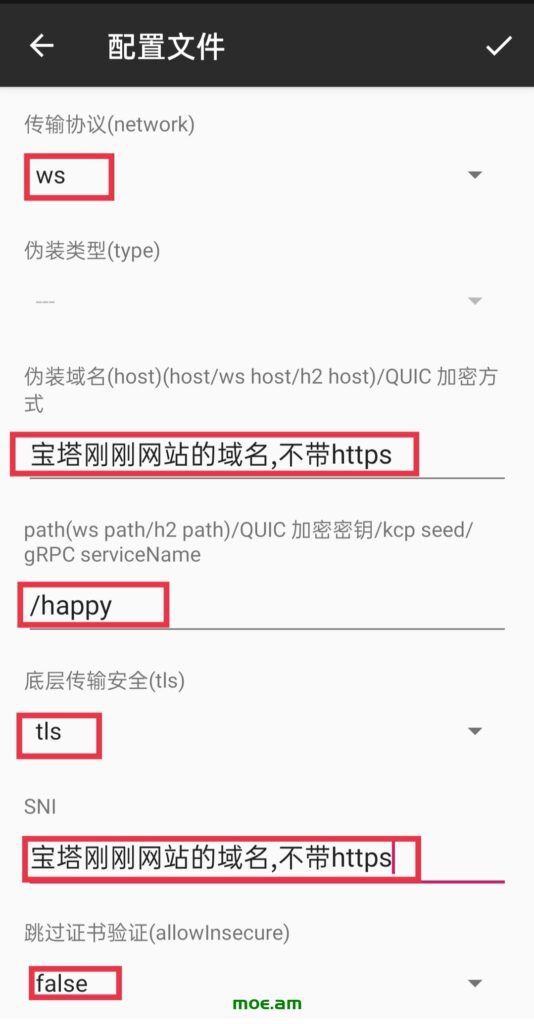 配置文件
传输协议(network)
ws
伪装类型(type)
---
伪装域名(host)(host/ws host/h2 host)/QUIC 加密方
式
宝塔刚刚网站的域名,不带https
path(ws path/h2 path)/QUIC 加密密钥/kcp seed/
gRPC serviceName
/happy
底层传输安全(tls)
tls
SNI
宝塔刚刚网站的域名,不带https
跳过证书验证(allowInsecure)
false
moe.am